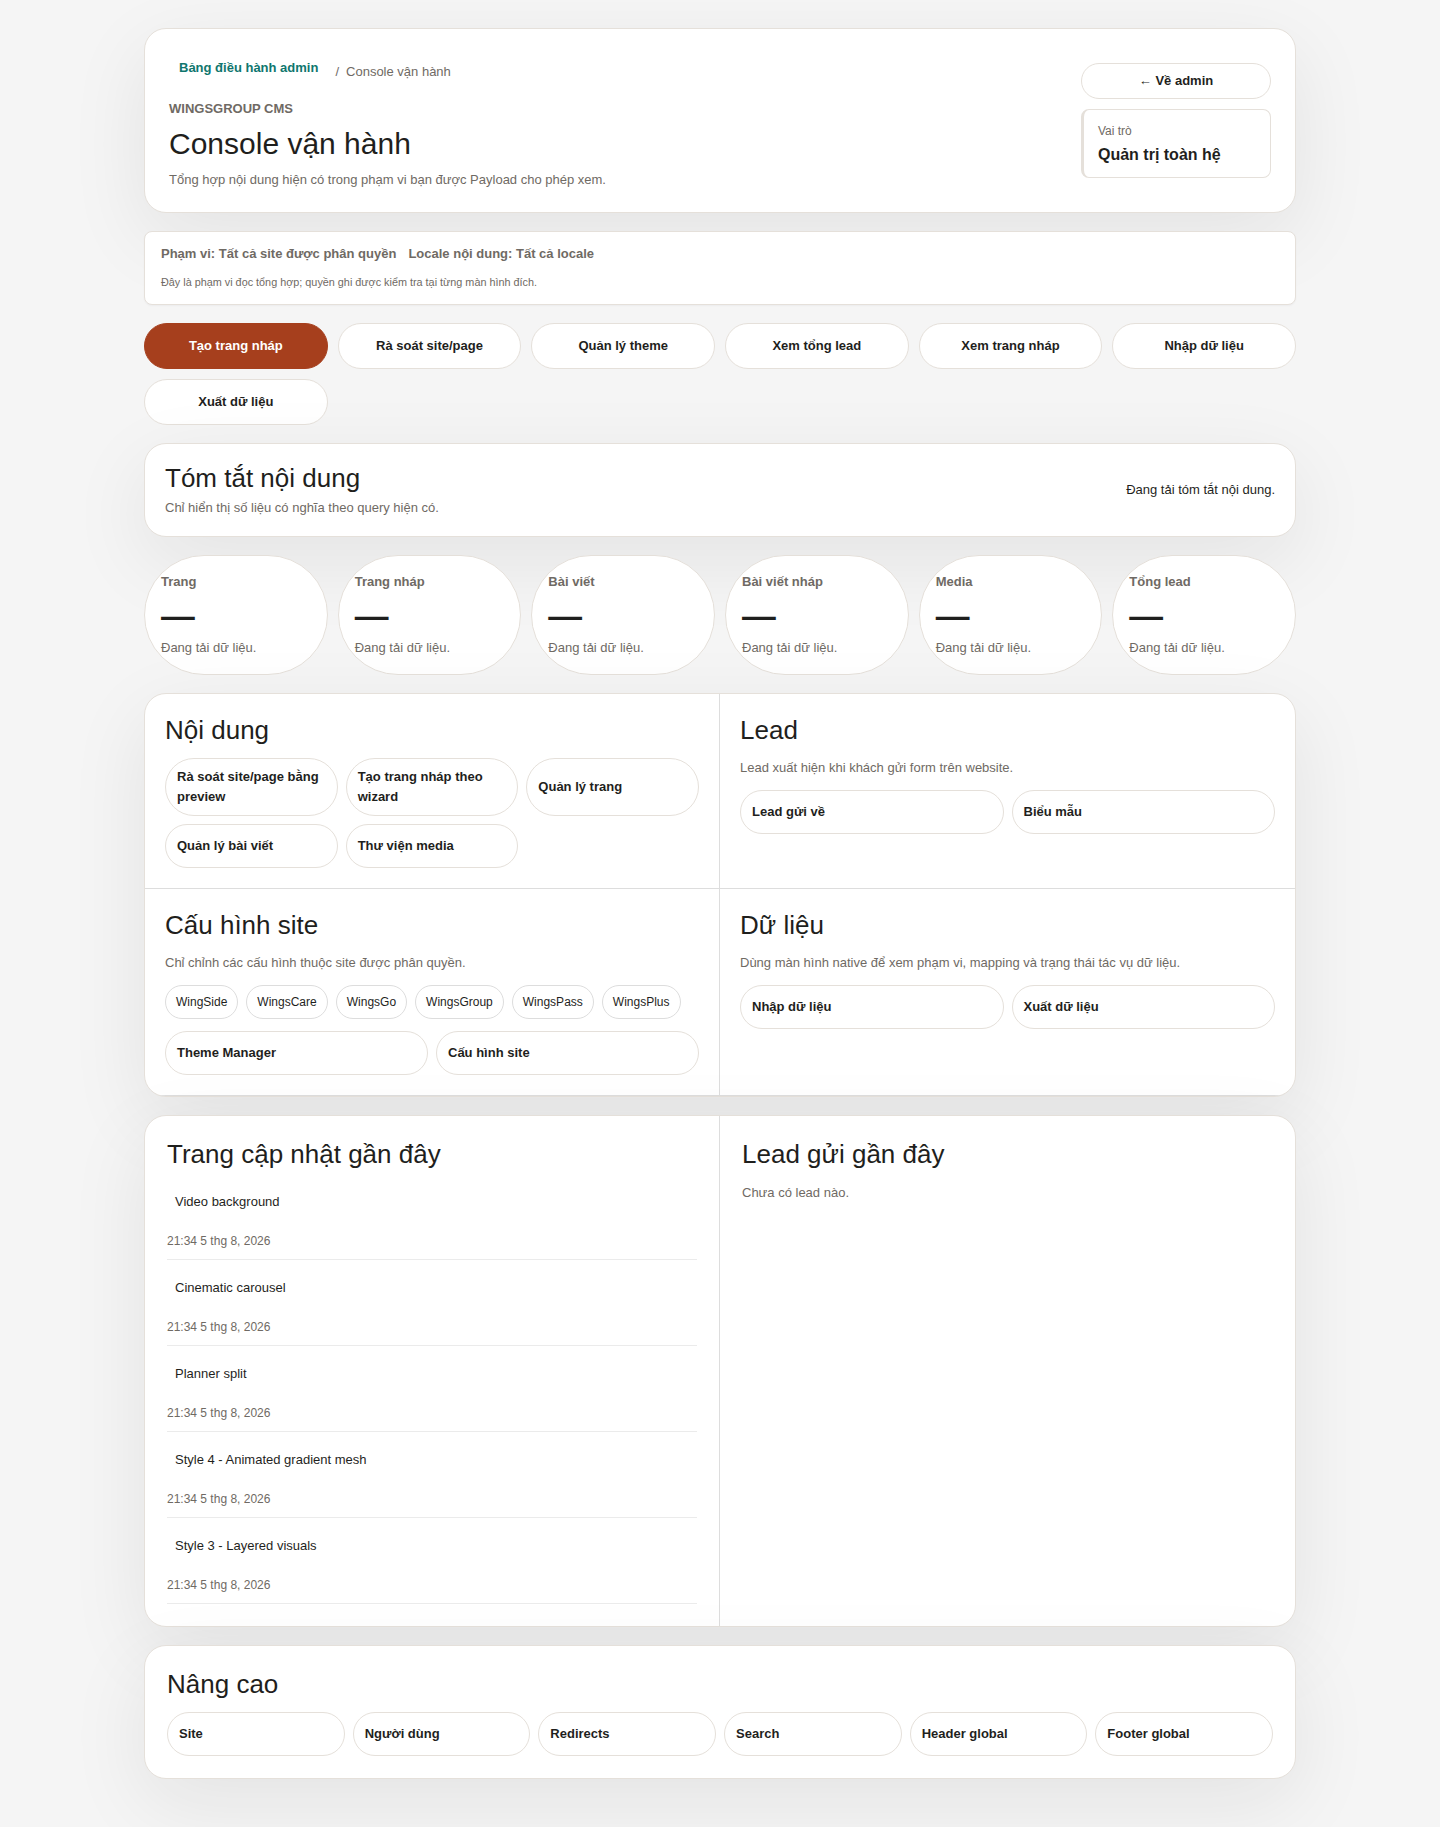 Bảng điều hành admin / Console vận hành
← Về admin
WINGSGROUP CMS
Console vận hành
Tổng hợp nội dung hiện có trong phạm vi bạn được Payload cho phép xem.
Vai trò
Quản trị toàn hệ
Phạm vi: Tất cả site được phân quyền Locale nội dung: Tất cả locale
Đây là phạm vi đọc tổng hợp; quyền ghi được kiểm tra tại từng màn hình đích.
Tạo trang nháp
Rà soát site/page
Quản lý theme
Xem tổng lead
Xem trang nháp
Nhập dữ liệu
Xuất dữ liệu
Tóm tắt nội dung
Chỉ hiển thị số liệu có nghĩa theo query hiện có.
Đang tải tóm tắt nội dung.
Trang
—
Đang tải dữ liệu.
Trang nháp
—
Đang tải dữ liệu.
Bài viết
—
Đang tải dữ liệu.
Bài viết nháp
—
Đang tải dữ liệu.
Media
—
Đang tải dữ liệu.
Tổng lead
—
Đang tải dữ liệu.
Nội dung
Rà soát site/page bằng
preview
Tạo trang nháp theo
wizard
Quản lý trang
Quản lý bài viết
Thư viện media
Lead
Lead xuất hiện khi khách gửi form trên website.
Lead gửi về
Biểu mẫu
Cấu hình site
Chỉ chỉnh các cấu hình thuộc site được phân quyền.
WingSide
WingsCare
WingsGo
WingsGroup
WingsPass
WingsPlus
Theme Manager
Cấu hình site
Dữ liệu
Dùng màn hình native để xem phạm vi, mapping và trạng thái tác vụ dữ liệu.
Nhập dữ liệu
Xuất dữ liệu
Trang cập nhật gần đây
Video background
21:34 5 thg 8, 2026
Cinematic carousel
21:34 5 thg 8, 2026
Planner split
21:34 5 thg 8, 2026
Style 4 - Animated gradient mesh
21:34 5 thg 8, 2026
Style 3 - Layered visuals
21:34 5 thg 8, 2026
Lead gửi gần đây
Chưa có lead nào.
Nâng cao
Site
Người dùng
Redirects
Search
Header global
Footer global